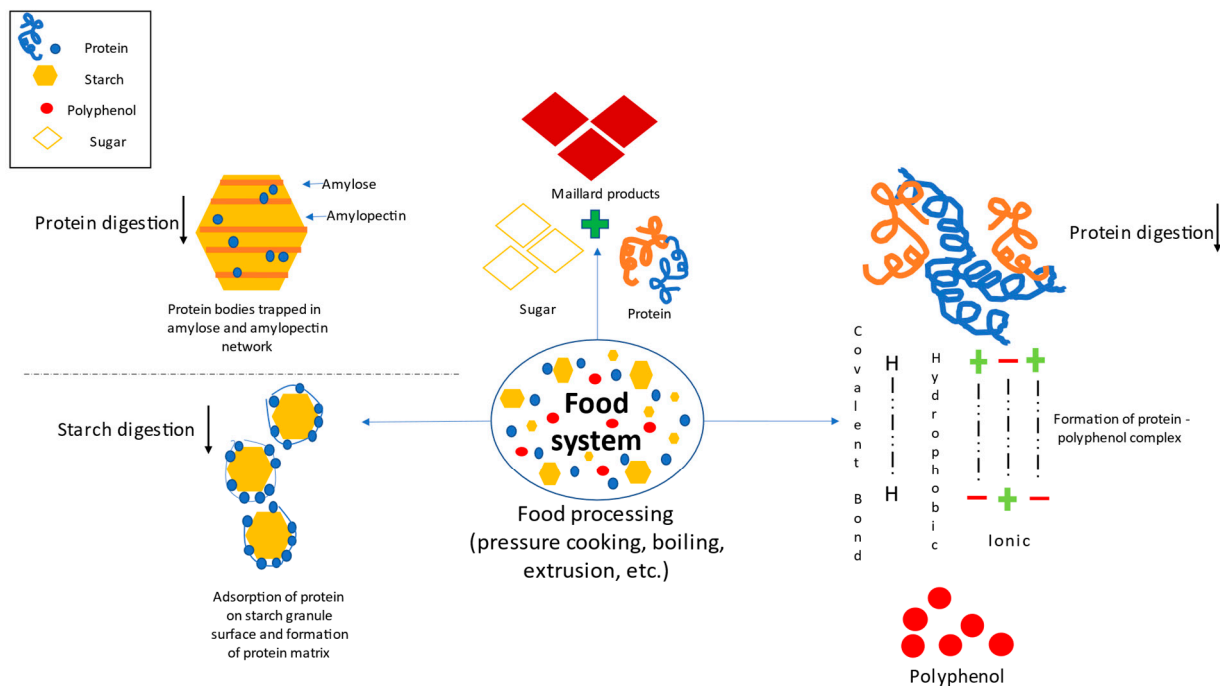 Protein
Starch
Polyphenol
Sugar
Protein digestion
Amylose
Amylopectin
Protein bodies trapped in
amylose and amylopectin
network
Starch digestion
Adsorption of protein
on starch granule
surface and formation
of protein matrix
Maillard products
Sugar
Protein
Food
system
Food processing
(pressure cooking, boiling,
extrusion, etc.)
Protein digestion
Covalent Bond
H
H
Hydrophobic
Ionic
Formation of protein -
polyphenol complex
Polyphenol